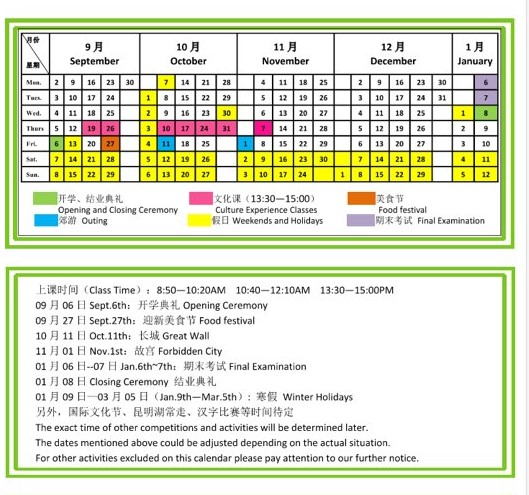 月份
9 月 10 月 11 月 12 月 1 月
星期
September October November December January
Mon. 2 9 16 23 30 7 14 21 28 4 11 18 25 2 9 16 23 30 6
Tues. 3 10 17 24 1 8 15 22 29 5 12 19 26 3 10 17 24 31 7
Wed. 4 11 18 25 2 9 16 23 30 6 13 20 27 4 11 18 25 1 8
Thurs 5 12 19 26 3 10 17 24 31 7 14 21 28 5 12 19 26 2 9
Fri. 6 13 20 27 4 11 18 25 1 8 15 22 29 6 13 20 27 3 10
Sat. 7 14 21 28 5 12 19 26 2 9 16 23 30 7 14 21 28 4 11
Sun. 8 15 22 29 6 13 20 27 3 10 17 24 1 8 15 22 29 5 12
开学、结业典礼 文化课（13:30—15:00） 美食节
Opening and Closing Ceremony Culture Experience Classes Food festival
郊游 Outing 假日 Weekends and Holidays 期末考试 Final Examination
上课时间（Class Time）: 8:50—10:20AM 10:40—12:10AM 13:30—15:00PM
09 月 06 日 Sept.6th: 开学典礼 Opening Ceremony
09 月 27 日 Sept.27th: 迎新美食节 Food festival
10 月 11 日 Oct.11th: 长城 Great Wall
11 月 01 日 Nov.1st: 故宫 Forbidden City
01 月 06 日--07 日 Jan.6th~7th: 期末考试 Final Examination
01 月 08 日 Closing Ceremony 结业典礼
01 月 09 日—03 月 05 日（Jan.9th—Mar.5th）: 寒假 Winter Holidays
另外，国际文化节、昆明湖常走、汉字比赛等时间待定
The exact time of other competitions and activities will be determined later.
The dates mentioned above could be adjusted depending on the actual situation.
For other activities excluded on this calendar please pay attention to our further notice.